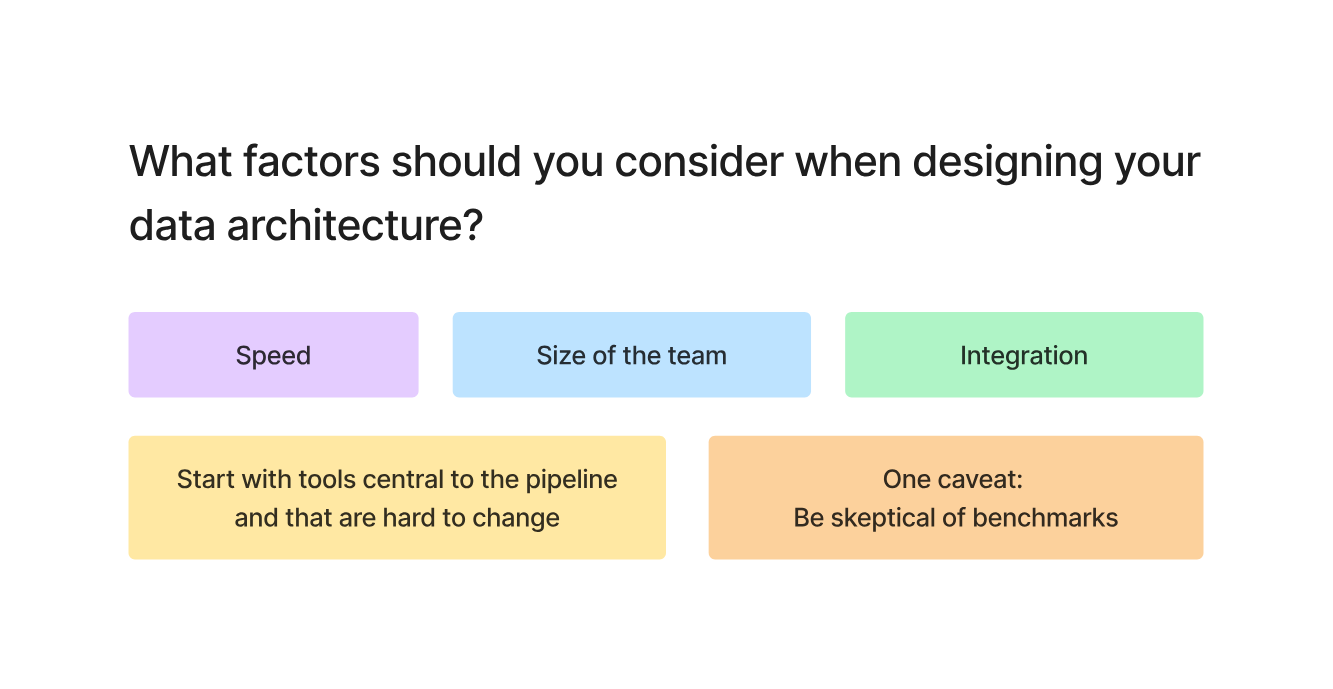 What factors should you consider when designing your
data architecture?
Speed
Size of the team
Integration
Start with tools central to the pipeline
and that are hard to change
One caveat:
Be skeptical of benchmarks